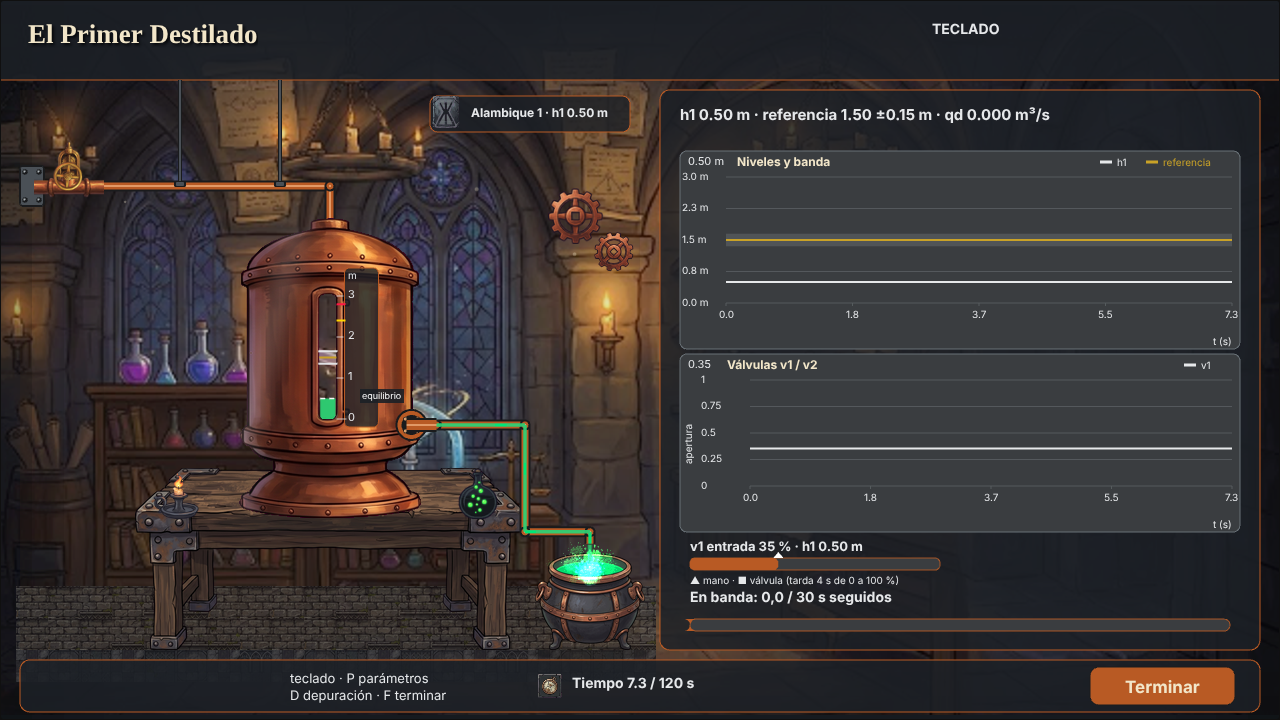 El Primer Destilado
TECLADO
Alambique 1 · h1 0.50 m
h1 0.50 m · referencia 1.50 ±0.15 m · qd 0.000 m³/s
0.50 m Niveles y banda
h1 referencia
3.0 m
2.3 m
1.5 m
0.8 m
0.0 m
0.0 1.8 3.7 5.5 7.3
t (s)
m
3
2
1
0
equilibrio
0.35 Válvulas v1 / v2
v1
1
0.75
0.5
0.25
0
apertura
0.0 1.8 3.7 5.5 7.3
t (s)
v1 entrada 35 % · h1 0.50 m
▲ mano · ■ válvula (tarda 4 s de 0 a 100 %)
En banda: 0,0 / 30 s seguidos
teclado · P parámetros
D depuración · F terminar
Tiempo 7.3 / 120 s
Terminar